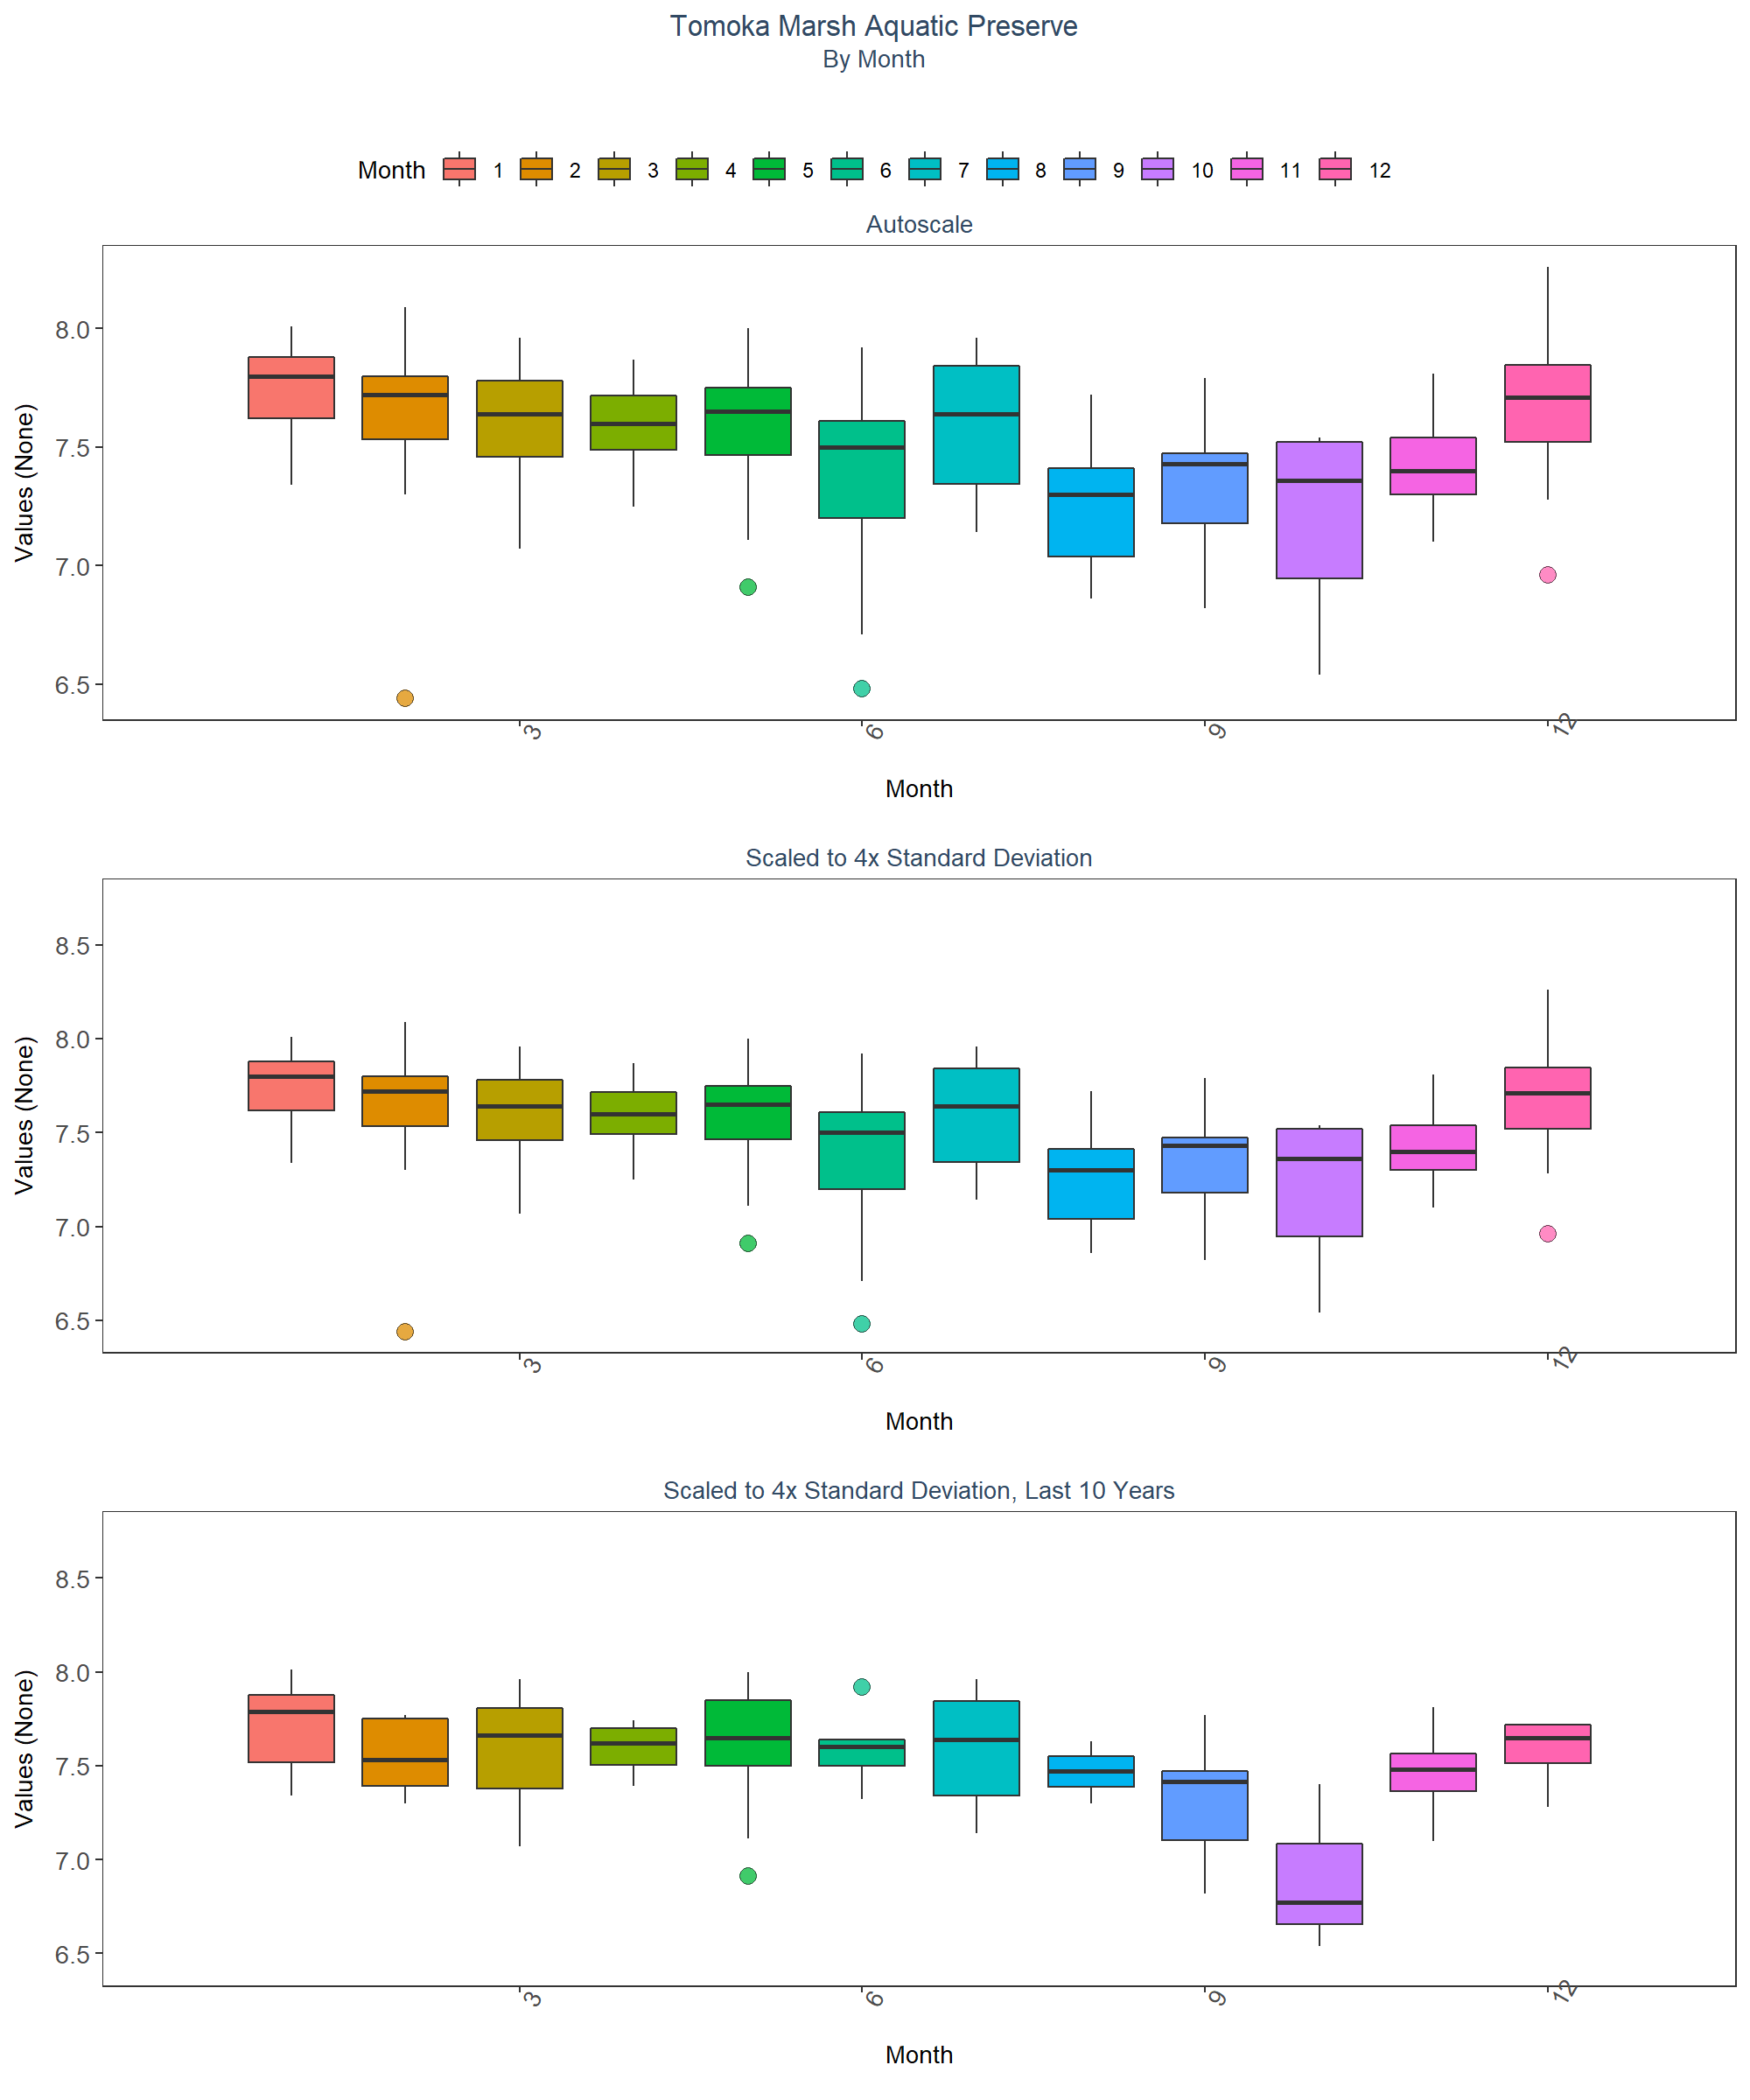 Tomoka Marsh Aquatic Preserve
By Month
Month 1 2 3 4 5 6 7 8 9 10 11 12
Autoscale
Values (None)
8.0
7.5
7.0
6.5
3 6 9 12
Month
Scaled to 4x Standard Deviation
Values (None)
8.5
8.0
7.5
7.0
6.5
3 6 9 12
Month
Scaled to 4x Standard Deviation, Last 10 Years
Values (None)
8.5
8.0
7.5
7.0
6.5
3 6 9 12
Month